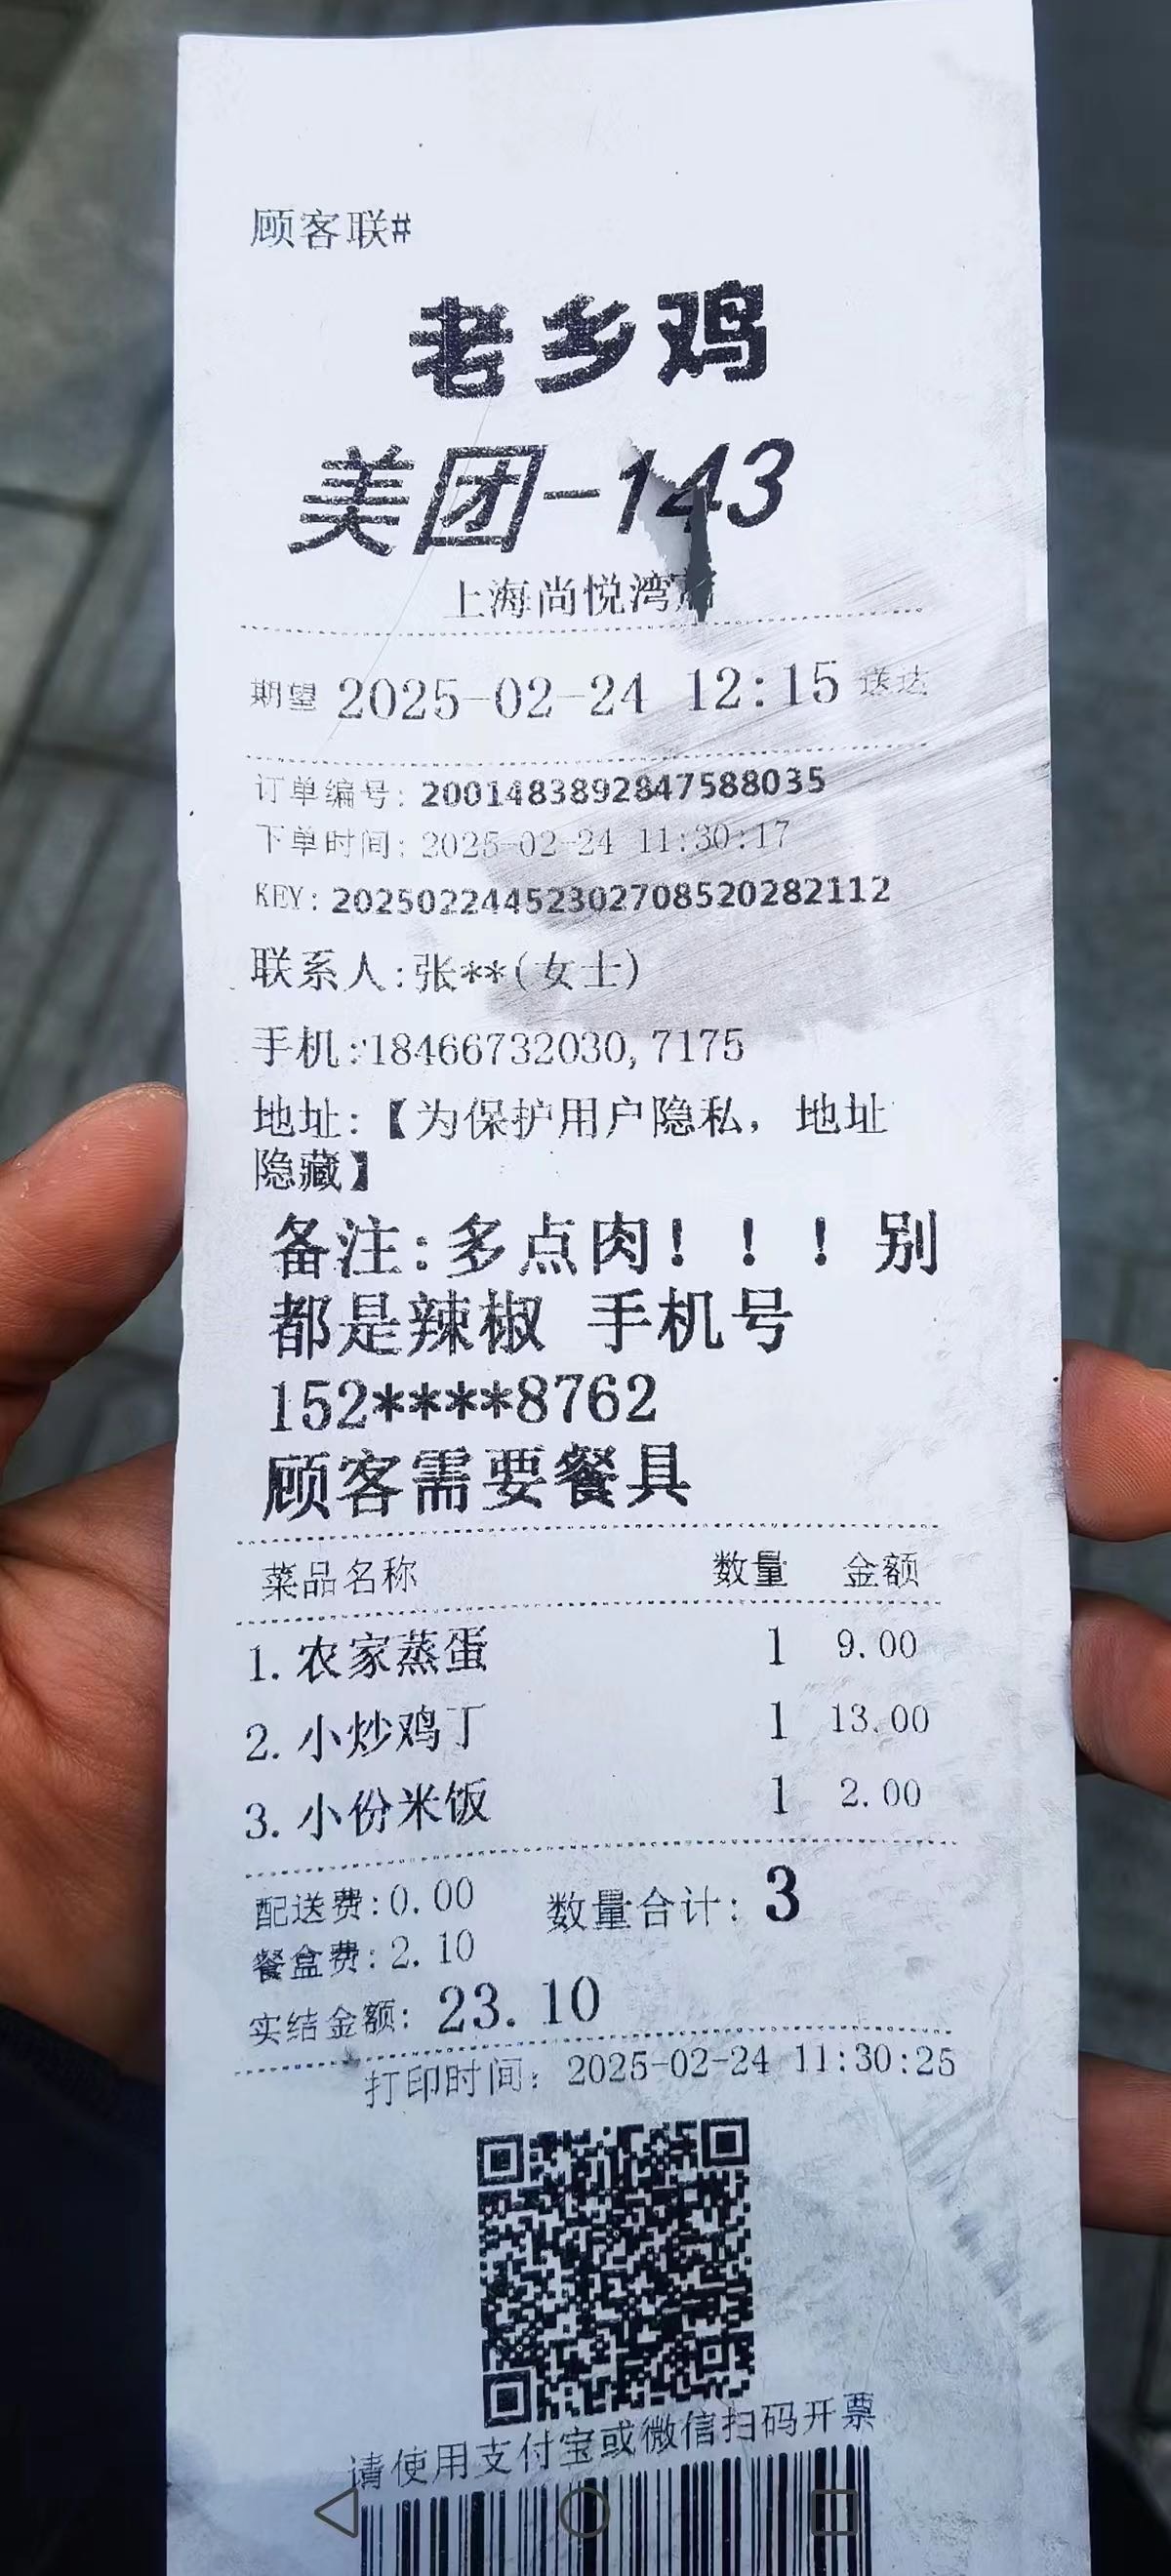 顾客联#
老乡鸡
美团-143
上海尚悦湾店
期望 2025-02-24 12:15 送达
订单编号: 2001483892847588035
下单时间: 2025-02-24 11:30:17
KEY: 2025022445230270852028​2112
联系人:张**(女士)
手机:18466732030,7175
地址:【为保护用户隐私，地址
隐藏】
备注:多点肉！！！别
都是辣椒 手机号
152****8762
顾客需要餐具
菜品名称 数量 金额
1. 农家蒸蛋 1 9.00
2. 小炒鸡丁 1 13.00
3. 小份米饭 1 2.00
配送费:0.00 数量合计: 3
餐盒费:2.10
实结金额: 23.10
打印时间: 2025-02-24 11:30:25
请使用支付宝或微信扫码开票